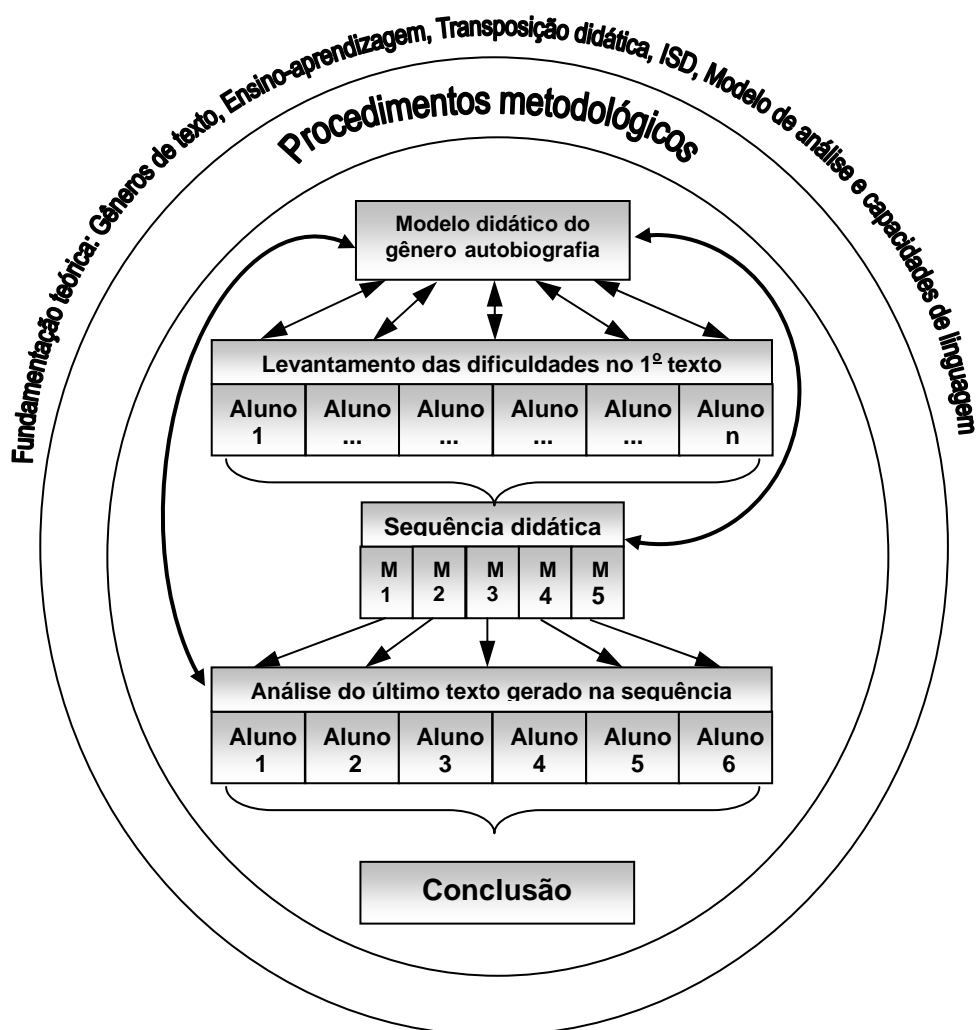 Fundamentação teórica: Gêneros de texto, Ensino-aprendizagem, Transposição didática, ISD, Modelo de análise e capacidades de linguagem
Procedimentos metodológicos
Modelo didático do
gênero autobiografia
Levantamento das dificuldades no 1º texto
Aluno Aluno Aluno Aluno Aluno Aluno
1 ... ... ... ... n
Sequência didática
M M M M M
1 2 3 4 5
Análise do último texto gerado na sequência
Aluno Aluno Aluno Aluno Aluno Aluno
1 2 3 4 5 6
Conclusão